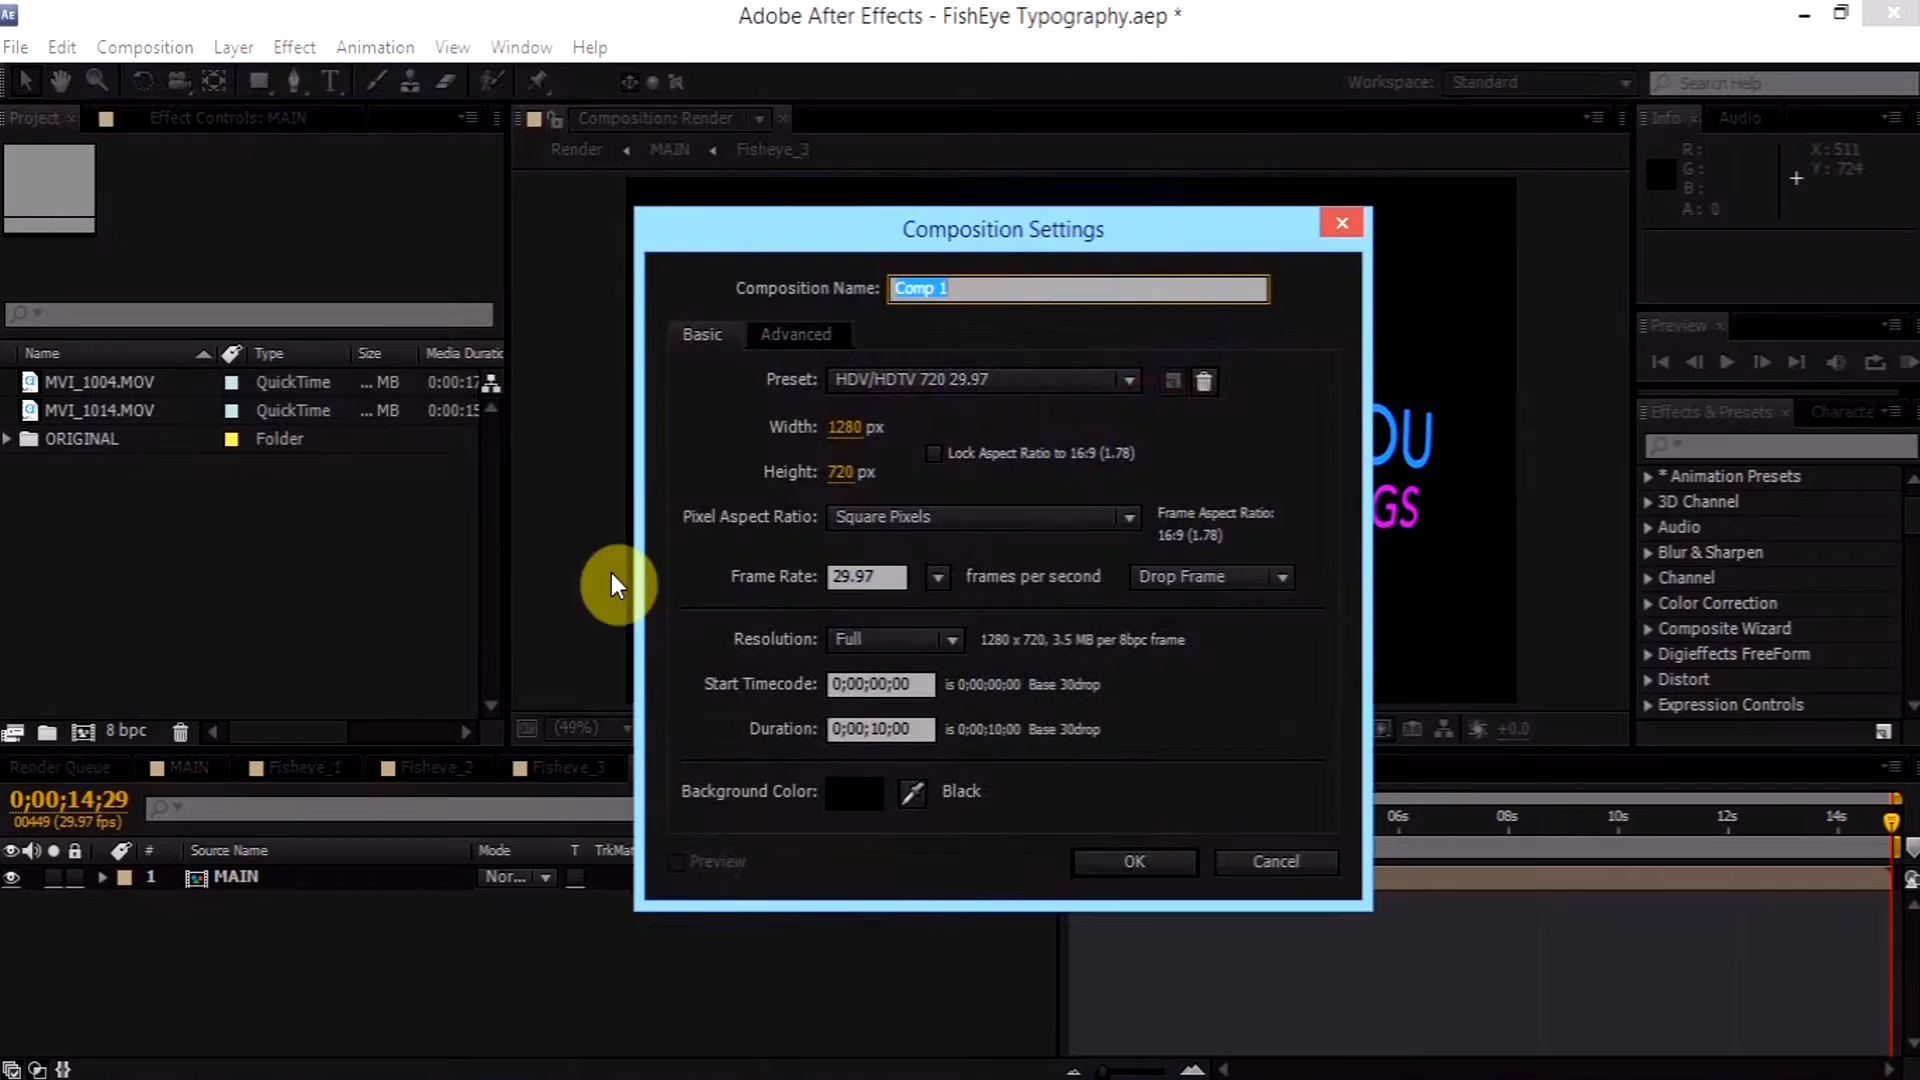 Adobe After Effects - FishEye Typography.aep *
File Edit Composition Layer Effect Animation View Window Help
Workspace: Standard Search Help
Project Effect Controls: MAIN Composition: Render Info Audio
Render MAIN Fisheye_3
R: X: 511
G: Y: 724
B:
A: 0
Composition Settings
Composition Name: Comp 1
Basic Advanced
Preset: HDV/HDTV 720 29.97
Width: 1280 px
Lock Aspect Ratio to 16:9 (1.78)
Height: 720 px
Pixel Aspect Ratio: Square Pixels Frame Aspect Ratio:
16:9 (1.78)
Frame Rate: 29.97 frames per second Drop Frame
Resolution: Full 1280 x 720, 3.5 MB per 8bpc frame
Start Timecode: 0;00;00;00 is 0;00;00;00 Base 30drop
Duration: 0;00;10;00 is 0;00;10;00 Base 30drop
Background Color: Black
Preview OK Cancel
Name Type Size Media Duratic
MVI_1004.MOV QuickTime ... MB 0:00:17
MVI_1014.MOV QuickTime ... MB 0:00:15
ORIGINAL Folder
8 bpc
(49%)
+0.0
OU
GS
Preview
Effects & Presets Characte
* Animation Presets
3D Channel
Audio
Blur & Sharpen
Channel
Color Correction
Composite Wizard
Digieffects FreeForm
Distort
Expression Controls
Render Queue MAIN Fisheye_1 Fisheye_2 Fisheye_3
0;00;14;29
00449 (29.97 fps)
06s 08s 10s 12s 14s
# Source Name Mode T TrkMat
1 MAIN Nor...